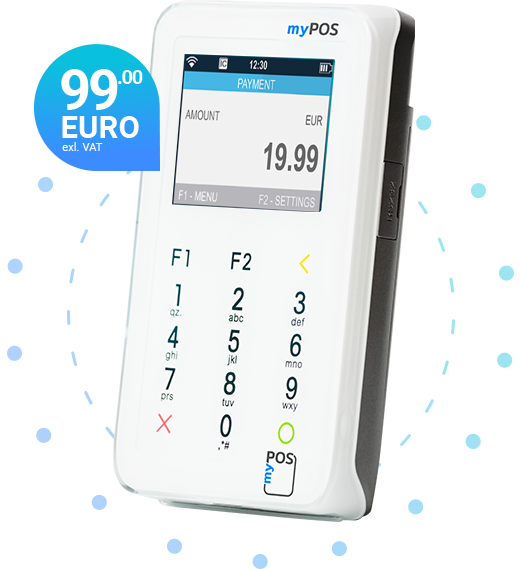 myPOS
99.00
EURO
exl. VAT
12:30
PAYMENT
AMOUNT EUR
19.99
F1 - MENU F2 - SETTINGS
F1 F2
1 2 3
qz. abc def
4 5 6
ghi jkl mno
7 8 9
prs tuv wxy
0
,*#
myPOS